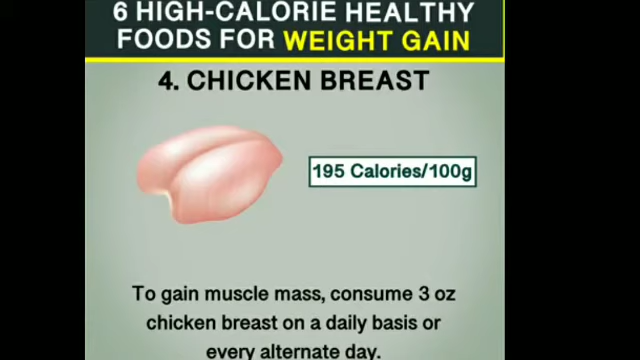 6 HIGH-CALORIE HEALTHY
FOODS FOR WEIGHT GAIN
4. CHICKEN BREAST
195 Calories/100g
To gain muscle mass, consume 3 oz
chicken breast on a daily basis or
every alternate day.